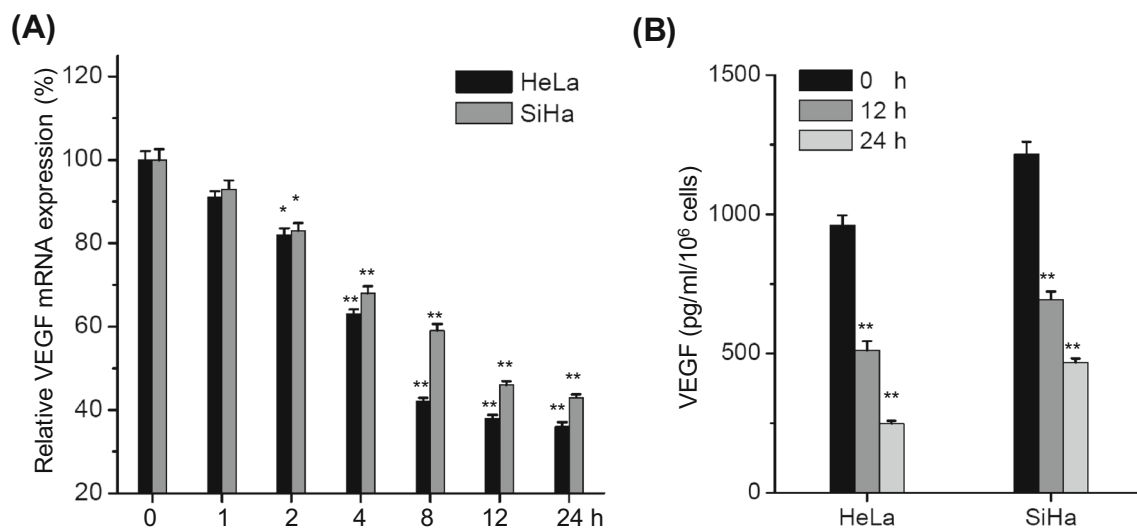 (A)
Relative VEGF mRNA expression (%)
120
100
80
60
40
20
HeLa
SiHa
* *
** **
** **
** **
** **
0 1 2 4 8 12 24 h
(B)
VEGF (pg/ml/10⁶ cells)
1500
1000
500
0
0 h
12 h
24 h
**
**
**
**
HeLa SiHa